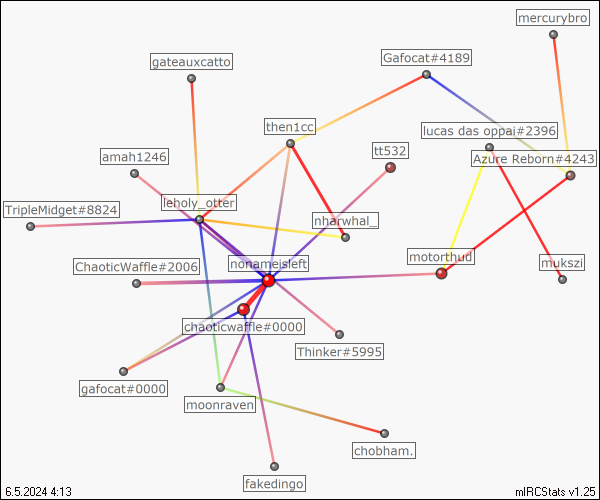 mercurybro
Gafocat#4189
gateauxcatto
then1cc
lucas das oppai#2396
tt532
amah1246
Azure Reborn#4243
leholy_otter
TripleMidget#8824
nharwhal_
motorthud
nonameisleft
ChaoticWaffle#2006
mukszi
chaoticwaffle#0000
Thinker#5995
gafocat#0000
moonraven
chobham.
fakedingo
6.5.2024 4:13
mIRCStats v1.25